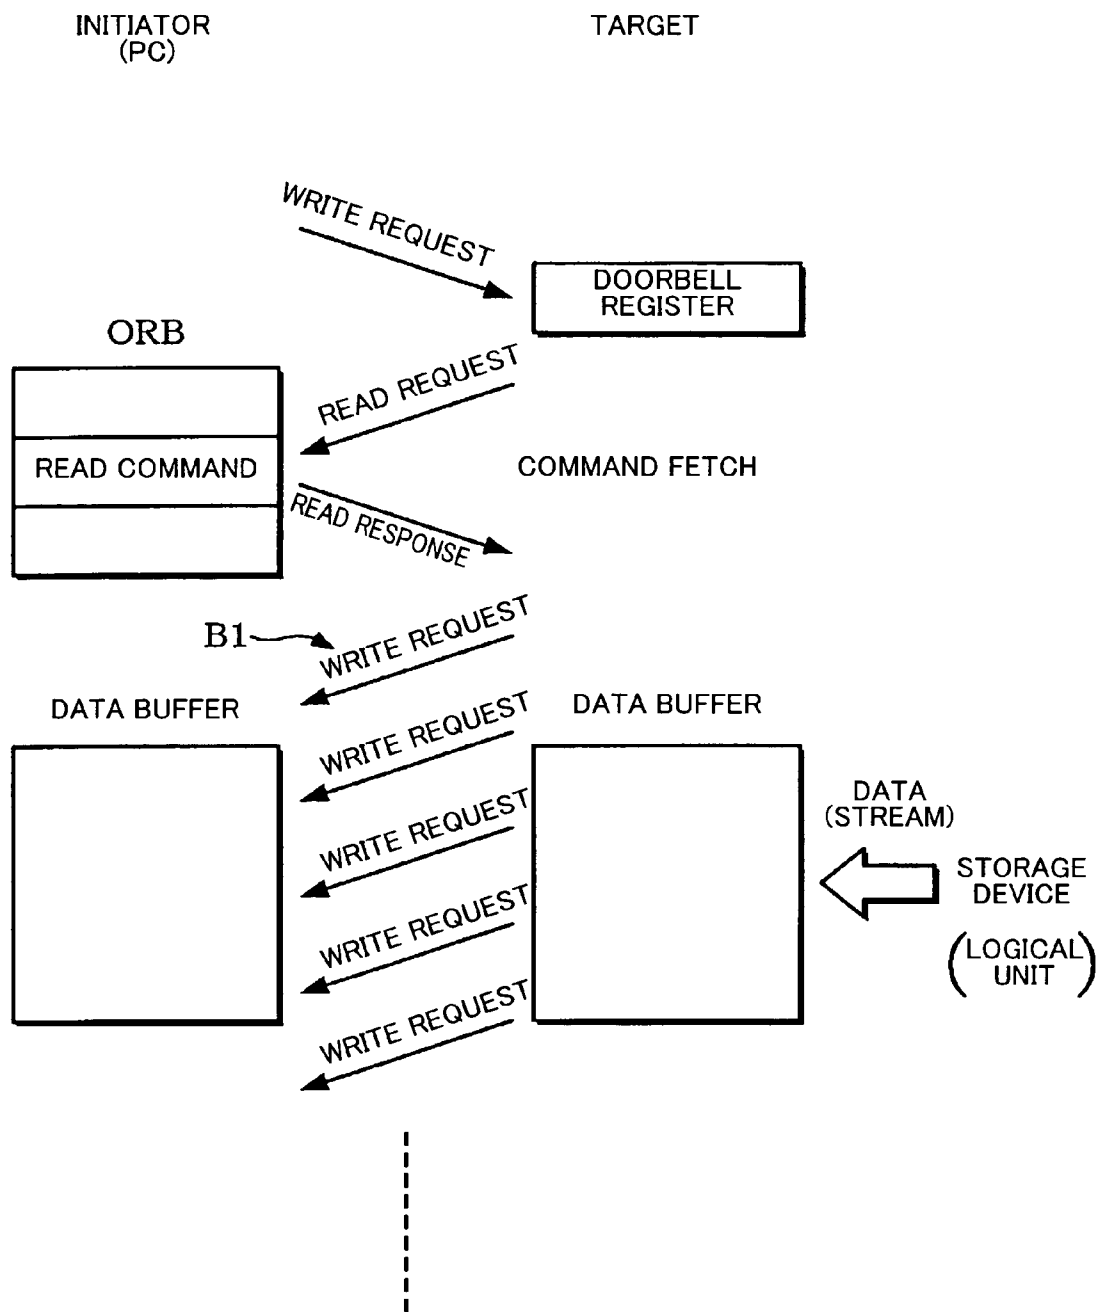 INITIATOR
(PC)
TARGET
WRITE REQUEST
DOORBELL
REGISTER
ORB
READ REQUEST
READ COMMAND
COMMAND FETCH
READ RESPONSE
B1
WRITE REQUEST
DATA BUFFER
DATA BUFFER
WRITE REQUEST
WRITE REQUEST
DATA
(STREAM)
STORAGE
DEVICE
WRITE REQUEST
(LOGICAL
UNIT)
WRITE REQUEST